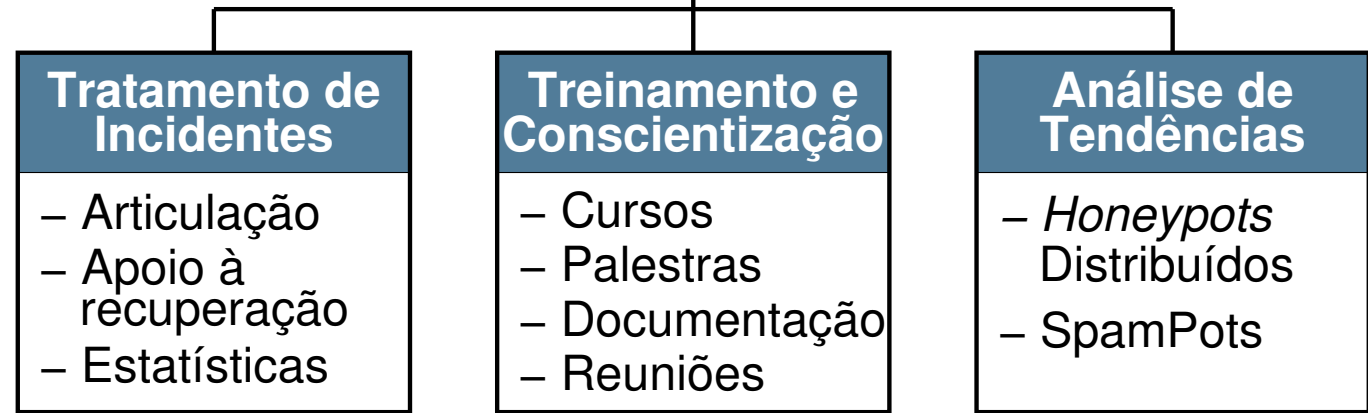 Tratamento de
Incidentes
– Articulação
– Apoio à
recuperação
– Estatísticas
Treinamento e
Conscientização
– Cursos
– Palestras
– Documentação
– Reuniões
Análise de
Tendências
– Honeypots
Distribuídos
– SpamPots